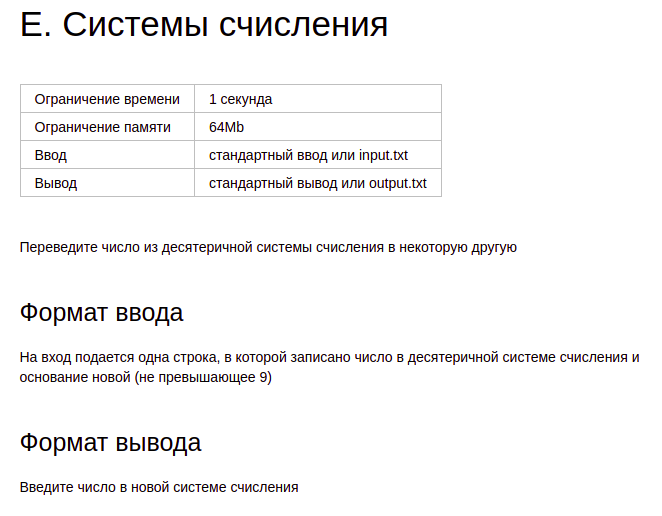 E. Системы счисления
Ограничение времени 1 секунда
Ограничение памяти 64Mb
Ввод стандартный ввод или input.txt
Вывод стандартный вывод или output.txt
Переведите число из десятеричной системы счисления в некоторую другую
Формат ввода
На вход подается одна строка, в которой записано число в десятеричной системе счисления и
основание новой (не превышающее 9)
Формат вывода
Введите число в новой системе счисления